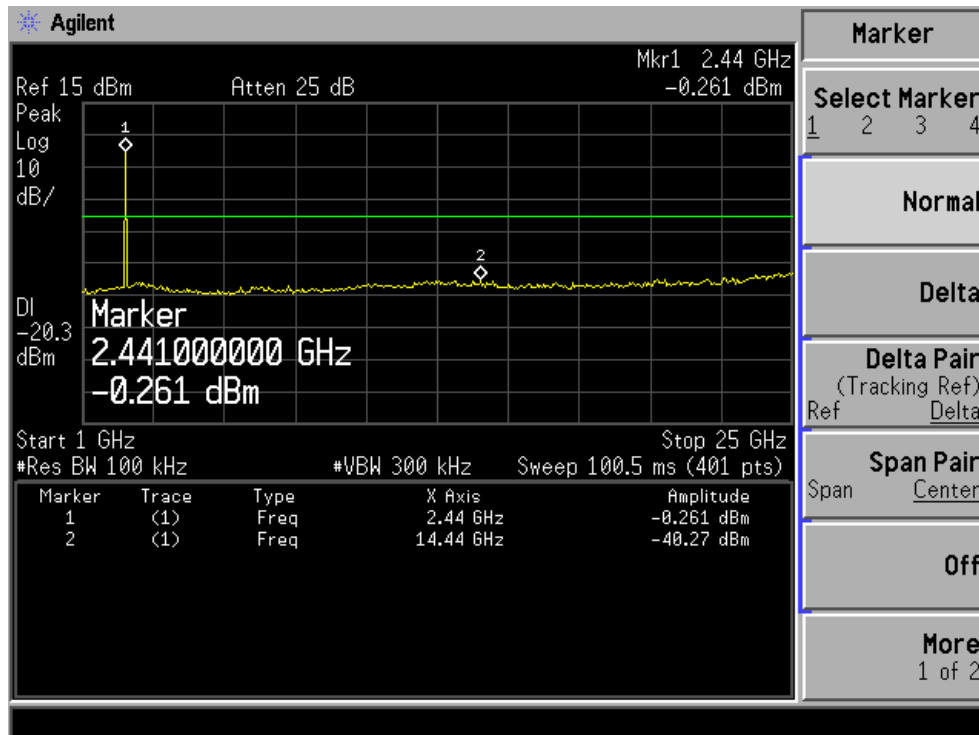 Agilent
Mkr1 2.44 GHz
Ref 15 dBm Atten 25 dB -0.261 dBm
Peak
Log
10
dB/
1
2
DI
-20.3
dBm
Marker
2.441000000 GHz
-0.261 dBm
Start 1 GHz Stop 25 GHz
#Res BW 100 kHz #VBW 300 kHz Sweep 100.5 ms (401 pts)
Marker Trace Type X Axis Amplitude
1 (1) Freq 2.44 GHz -0.261 dBm
2 (1) Freq 14.44 GHz -40.27 dBm
Marker
Select Marker
1 2 3 4
Normal
Delta
Delta Pair
(Tracking Ref)
Ref Delta
Span Pair
Span Center
Off
More
1 of 2